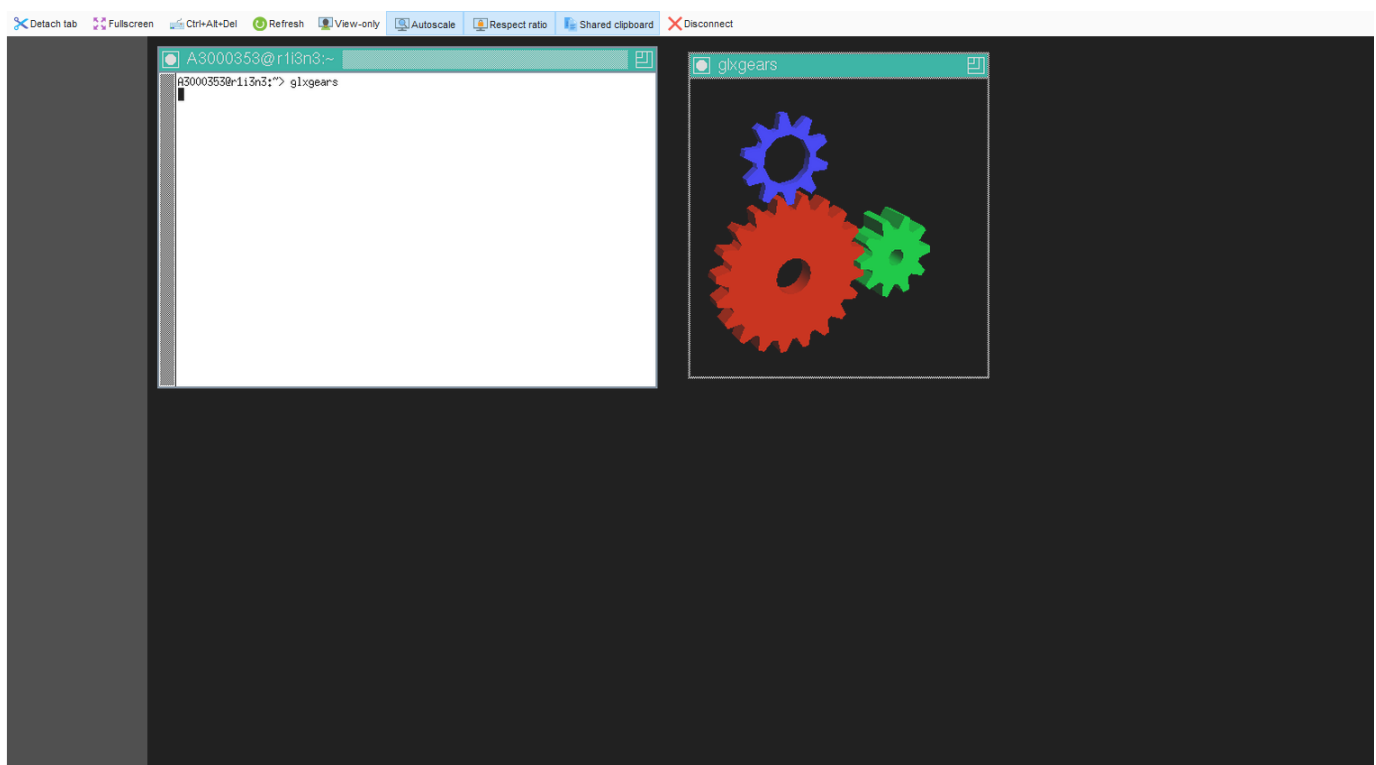 Detach tab Fullscreen Ctrl+Alt+Del Refresh View-only Autoscale Respect ratio Shared clipboard Disconnect
A3000353@r1i3n3:~
A3000353@r1i3n3:~> glxgears
glxgears